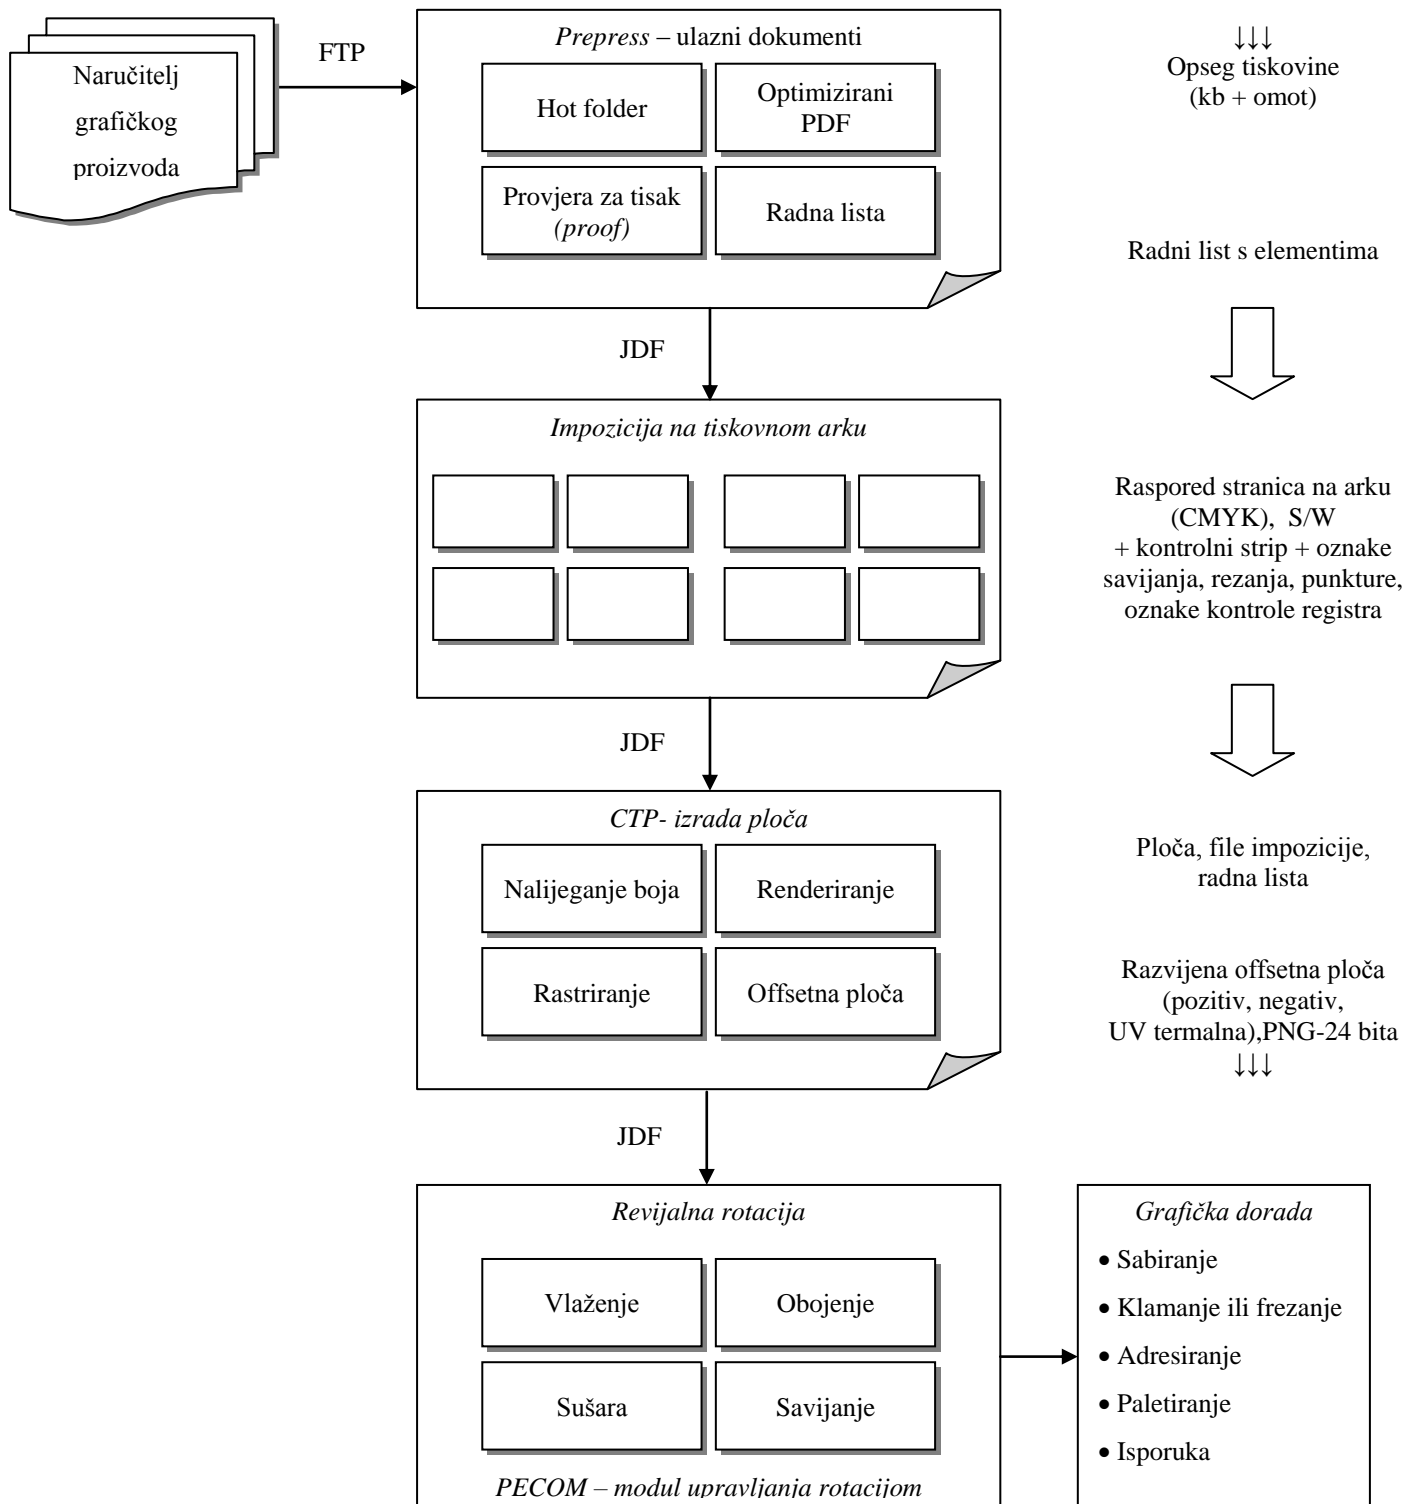 Naručitelj
grafičkog
proizvoda
FTP
Prepress – ulazni dokumenti
Hot folder
Optimizirani
PDF
Provjera za tisak
(proof)
Radna lista
↓↓↓
Opseg tiskovine
(kb + omot)
Radni list s elementima
JDF
Impozicija na tiskovnom arku
Raspored stranica na arku
(CMYK), S/W
+ kontrolni strip + oznake
savijanja, rezanja, punkture,
oznake kontrole registra
JDF
CTP- izrada ploča
Nalijeganje boja
Renderiranje
Rastriranje
Offsetna ploča
Ploča, file impozicije,
radna lista
Razvijena offsetna ploča
(pozitiv, negativ,
UV termalna),PNG-24 bita
↓↓↓
JDF
Revijalna rotacija
Vlaženje
Obojenje
Sušara
Savijanje
PECOM – modul upravljanja rotacijom
Grafička dorada
• Sabiranje
• Klamanje ili frezanje
• Adresiranje
• Paletiranje
• Isporuka